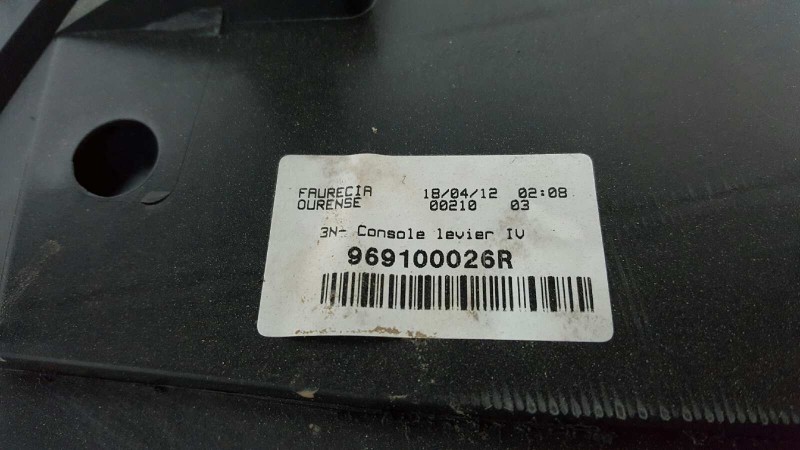 FAURECIA 18/04/12 02:08
OURENSE 00210 03
3N- Console levier IV
969100026R